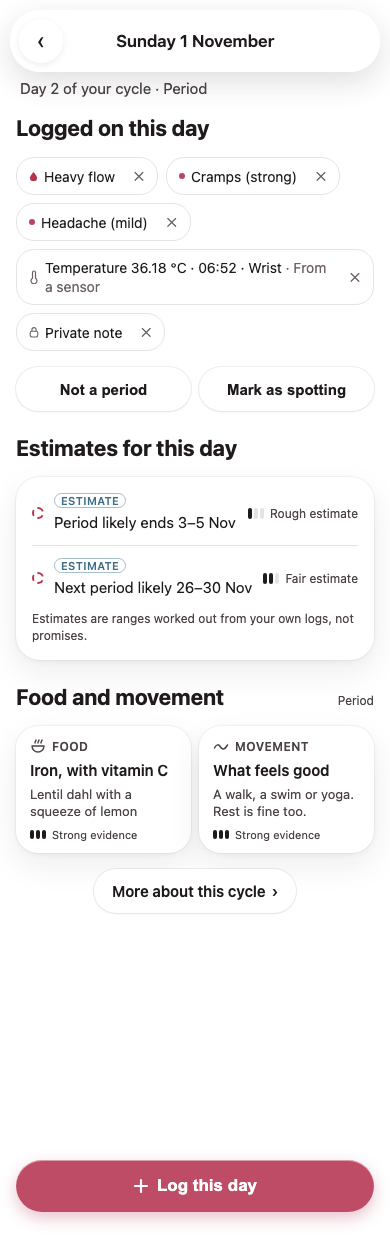 Sunday 1 November
Day 2 of your cycle · Period
Logged on this day
Heavy flow
Cramps (strong)
Headache (mild)
Temperature 36.18 °C · 06:52 · Wrist · From
a sensor
Private note
Not a period
Mark as spotting
Estimates for this day
ESTIMATE
Period likely ends 3–5 Nov
Rough estimate
ESTIMATE
Next period likely 26–30 Nov
Fair estimate
Estimates are ranges worked out from your own logs, not
promises.
Food and movement
Period
FOOD
Iron, with vitamin C
Lentil dahl with a
squeeze of lemon
Strong evidence
MOVEMENT
What feels good
A walk, a swim or yoga.
Rest is fine too.
Strong evidence
More about this cycle ›
Log this day